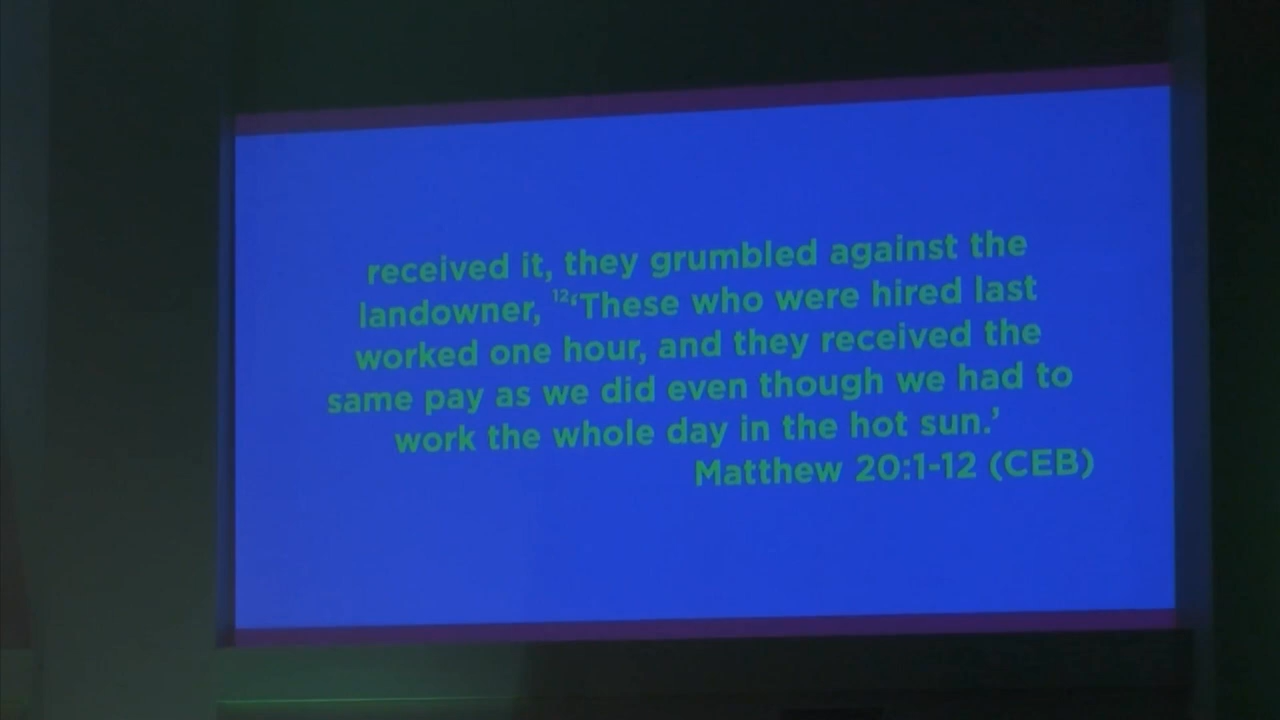 received it, they grumbled against the
landowner, ¹²‘These who were hired last
worked one hour, and they received the
same pay as we did even though we had to
work the whole day in the hot sun.’
Matthew 20:1-12 (CEB)